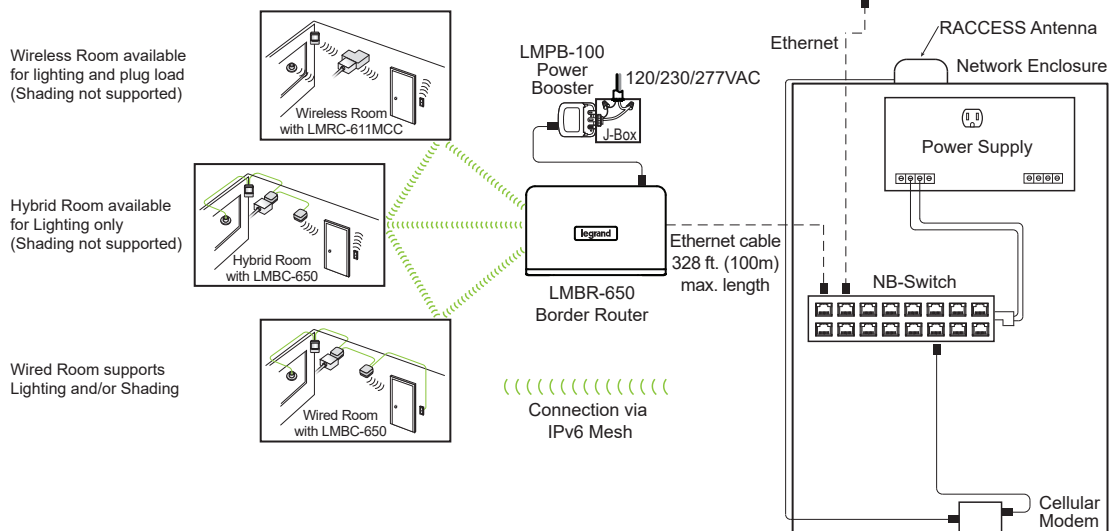 Wireless Room available
for lighting and plug load
(Shading not supported)
Wireless Room
with LMRC-611MCC
Hybrid Room available
for Lighting only
(Shading not supported)
Hybrid Room
with LMBC-650
Wired Room supports
Lighting and/or Shading
Wired Room
with LMBC-650
LMPB-100
Power
Booster
120/230/277VAC
J-Box
legrand
LMBR-650
Border Router
Connection via
IPv6 Mesh
Ethernet
Ethernet cable
328 ft. (100m)
max. length
RACCESS Antenna
Network Enclosure
Power Supply
NB-Switch
Cellular
Modem